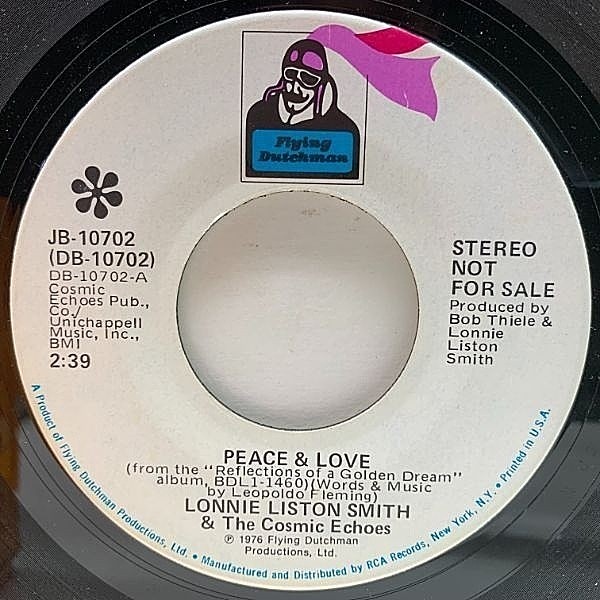 Flying
Dutchman
JB-10702
(DB-10702)
DB-10702-A
Cosmic
Echoes Pub.,
Co./
Unichappell
Music, Inc.,
BMI
2:39
STEREO
NOT
FOR SALE
Produced by
Bob Thiele &
Lonnie
Liston
Smith
PEACE & LOVE
(from the "Reflections of a Golden Dream"
album, BDL1-1460)(Words & Music
by Leopoldo Fleming)
LONNIE LISTON SMITH
& The Cosmic Echoes
℗ 1976 Flying Dutchman
Productions, Ltd.
A Product of Flying Dutchman Productions, Ltd. • Manufactured and Distributed by RCA Records, New York, N.Y. • Printed in U.S.A.